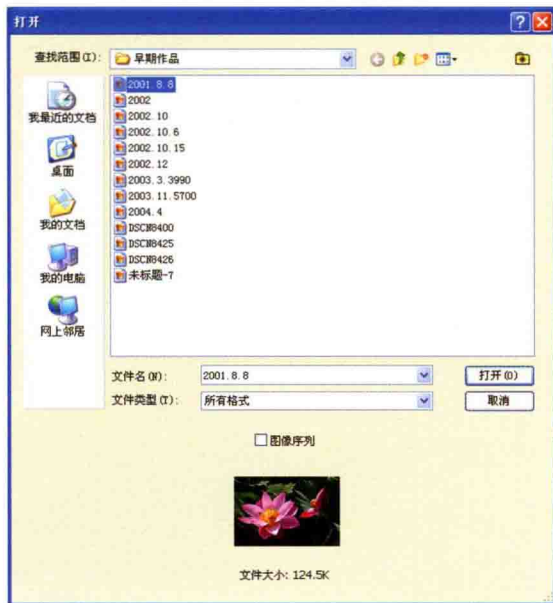 打开
查找范围(I): 早期作品
我最近的文档
桌面
我的文档
我的电脑
网上邻居
2001.8.8
2002
2002.10
2002.10.6
2002.10.15
2002.12
2003.3.3990
2003.11.5700
2004.4
DSCN8400
DSCN8425
DSCN8426
未标题-7
文件名(N): 2001.8.8 打开(O)
文件类型(T): 所有格式 取消
图像序列
文件大小: 124.5K